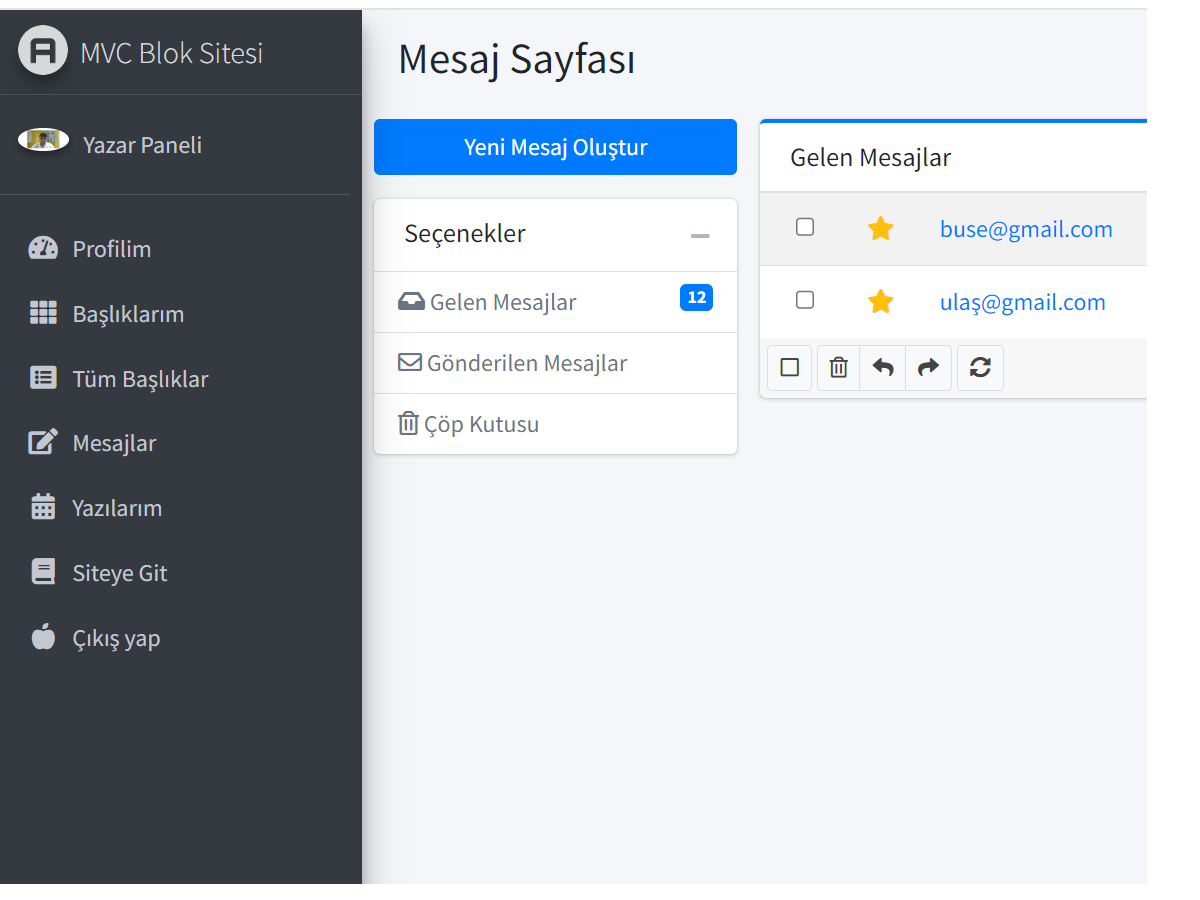 MVC Blok Sitesi
Yazar Paneli
Profilim
Başlıklarım
Tüm Başlıklar
Mesajlar
Yazılarım
Siteye Git
Çıkış yap
Mesaj Sayfası
Yeni Mesaj Oluştur
Seçenekler
Gelen Mesajlar 12
Gönderilen Mesajlar
Çöp Kutusu
Gelen Mesajlar
buse@gmail.com
ulaş@gmail.com